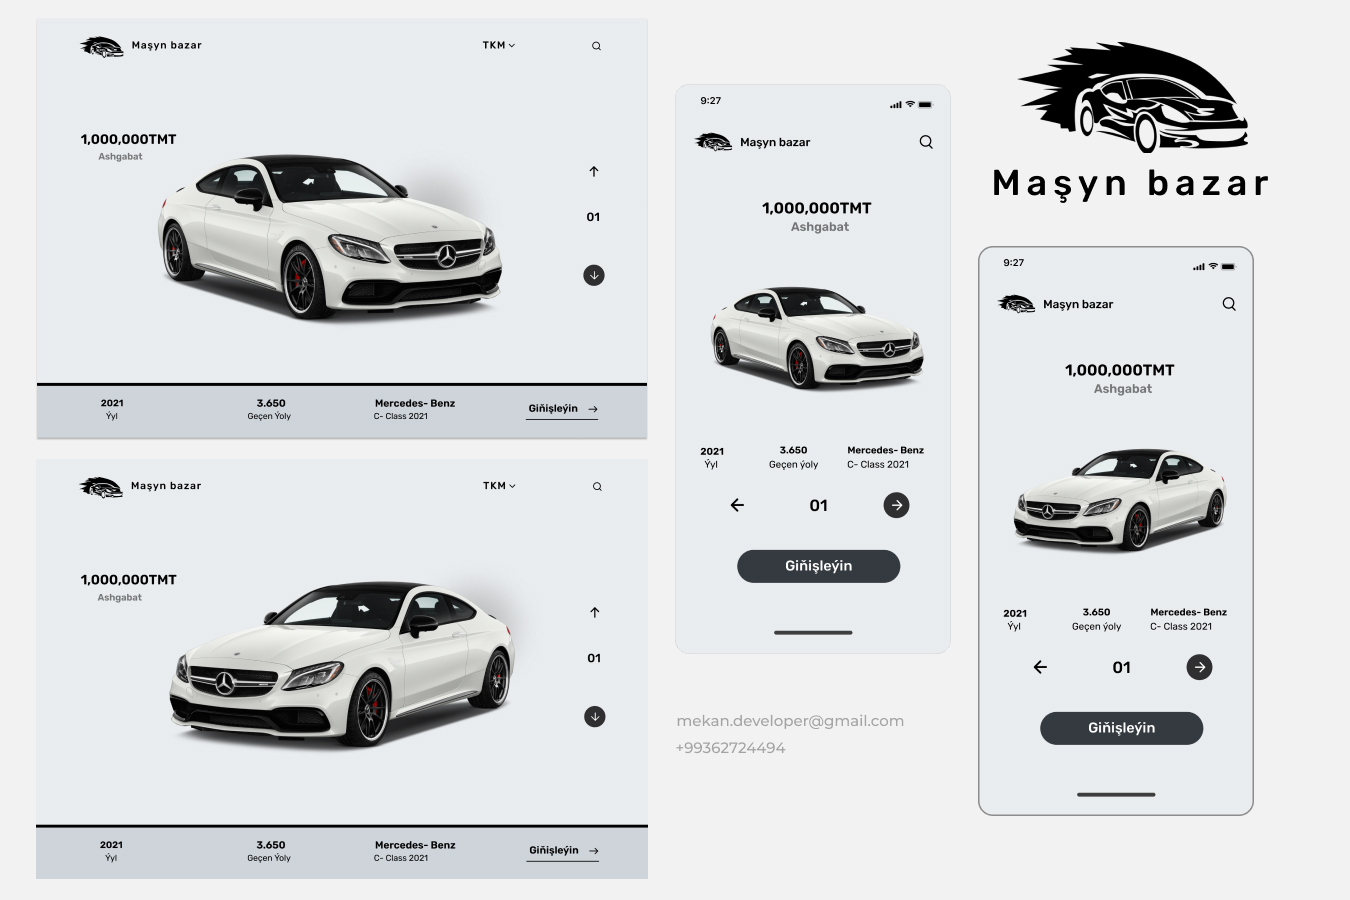 Maşyn bazar
TKM
1,000,000TMT
Ashgabat
01
2021
Ýyl
3.650
Geçen Ýoly
Mercedes- Benz
C- Class 2021
Giňişleýin
Maşyn bazar
TKM
1,000,000TMT
Ashgabat
01
2021
Ýyl
3.650
Geçen Ýoly
Mercedes- Benz
C- Class 2021
Giňişleýin
9:27
Maşyn bazar
1,000,000TMT
Ashgabat
2021
Ýyl
3.650
Geçen ýoly
Mercedes- Benz
C- Class 2021
01
Giňişleýin
mekan.developer@gmail.com
+99362724494
Maşyn bazar
9:27
Maşyn bazar
1,000,000TMT
Ashgabat
2021
Ýyl
3.650
Geçen ýoly
Mercedes- Benz
C- Class 2021
01
Giňişleýin